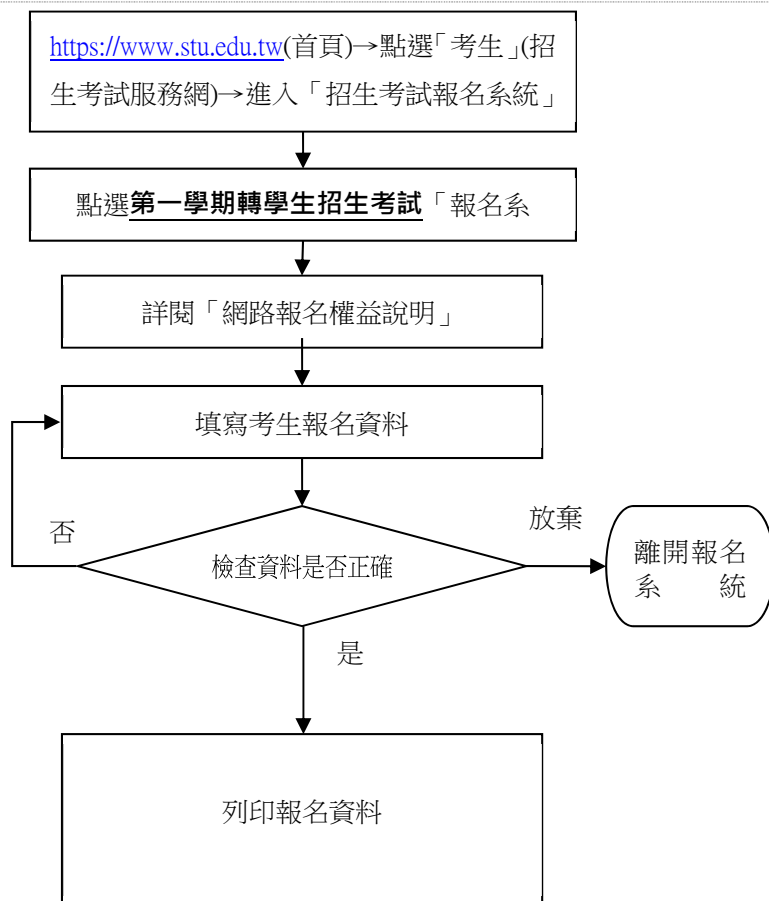 https://www.stu.edu.tw(首頁)→點選「考生」(招
生考試服務網)→進入「招生考試報名系統」
點選第一學期轉學生招生考試「報名系
詳閱「網路報名權益說明」
填寫考生報名資料
否
放棄
檢查資料是否正確
離開報名
系 統
是
列印報名資料